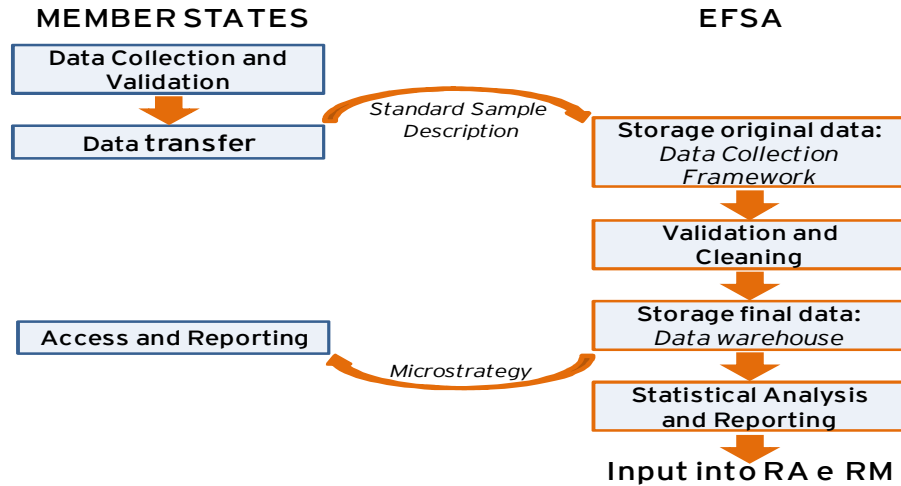 MEMBER STATES
EFSA
Data Collection and
Validation
Data transfer
Standard Sample
Description
Storage original data:
Data Collection
Framework
Validation and
Cleaning
Storage final data:
Data warehouse
Access and Reporting
Microstrategy
Statistical Analysis
and Reporting
Input into RA e RM